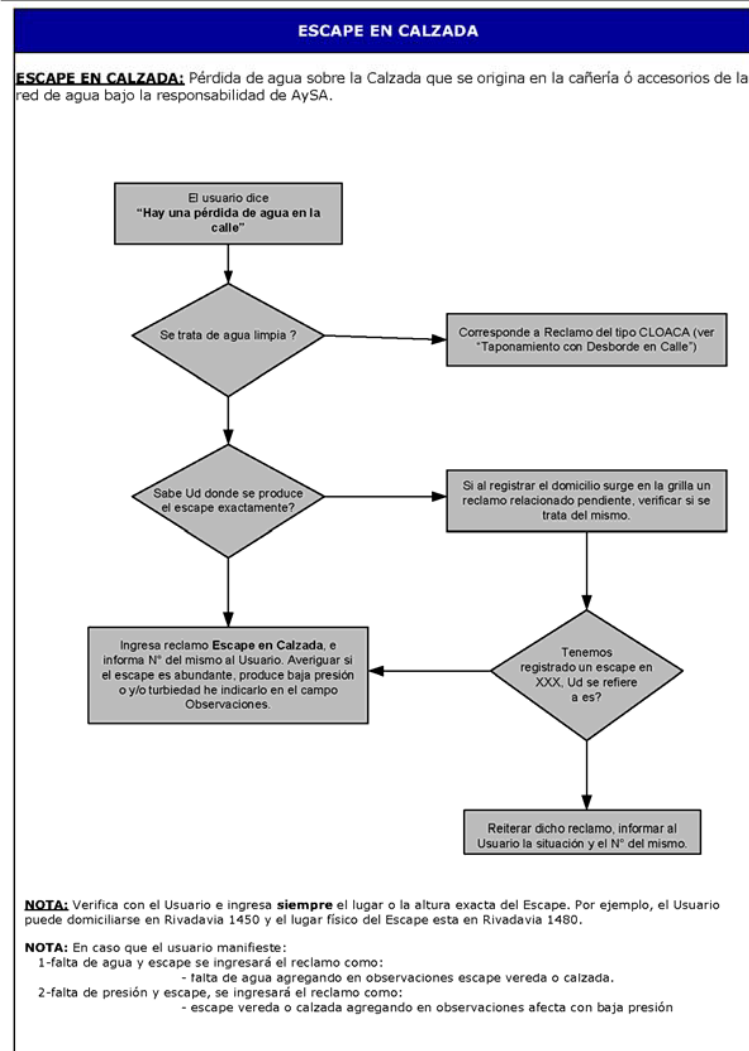 ESCAPE EN CALZADA
ESCAPE EN CALZADA: Pérdida de agua sobre la Calzada que se origina en la cañería ó accesorios de la
red de agua bajo la responsabilidad de AySA.
El usuario dice
“Hay una pérdida de agua en la
calle”
Se trata de agua limpia ?
Corresponde a Reclamo del tipo CLOACA (ver
“Taponamiento con Desborde en Calle”)
Sabe Ud donde se produce
el escape exactamente?
Si al registrar el domicilio surge en la grilla un
reclamo relacionado pendiente, verificar si se
trata del mismo.
Ingresa reclamo Escape en Calzada, e
informa N° del mismo al Usuario. Averiguar si
el escape es abundante, produce baja presión
o y/o turbiedad he indicarlo en el campo
Observaciones.
Tenemos
registrado un escape en
XXX, Ud se refiere
a es?
Reiterar dicho reclamo, informar al
Usuario la situación y el N° del mismo.
NOTA: Verifica con el Usuario e ingresa siempre el lugar o la altura exacta del Escape. Por ejemplo, el Usuario
puede domiciliarse en Rivadavia 1450 y el lugar físico del Escape esta en Rivadavia 1480.
NOTA: En caso que el usuario manifieste:
1-falta de agua y escape se ingresará el reclamo como:
- falta de agua agregando en observaciones escape vereda o calzada.
2-falta de presión y escape, se ingresará el reclamo como:
- escape vereda o calzada agregando en observaciones afecta con baja presión